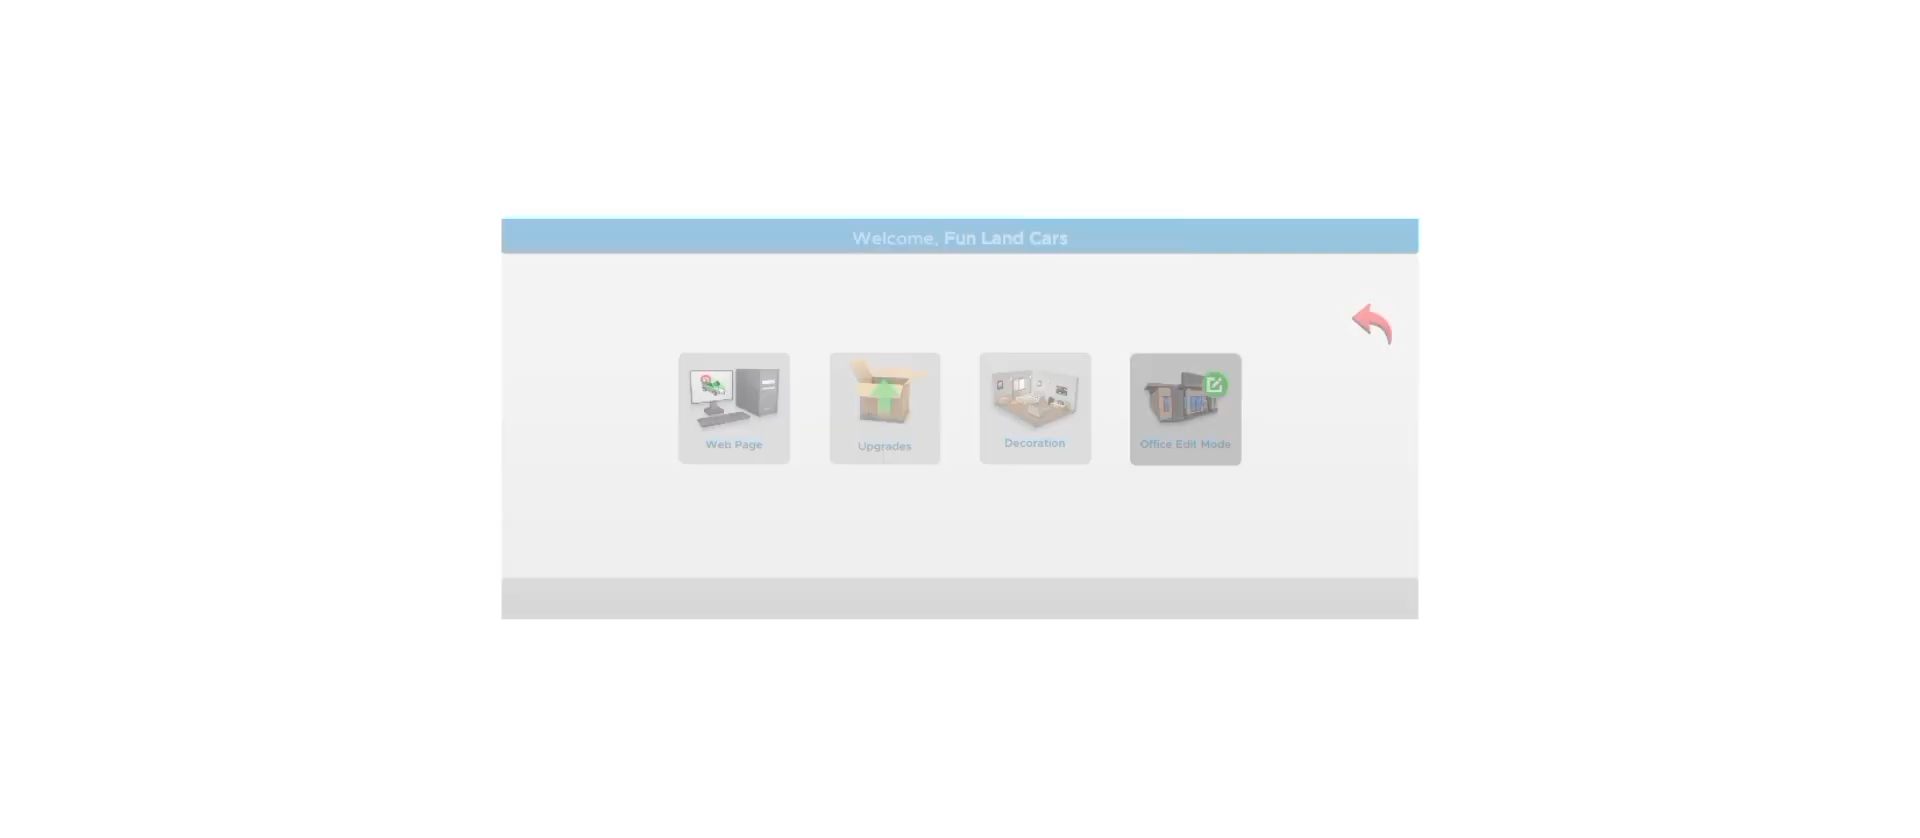 Welcome, Fun Land Cars
Web Page
Upgrades
Decoration
Office Edit Mode